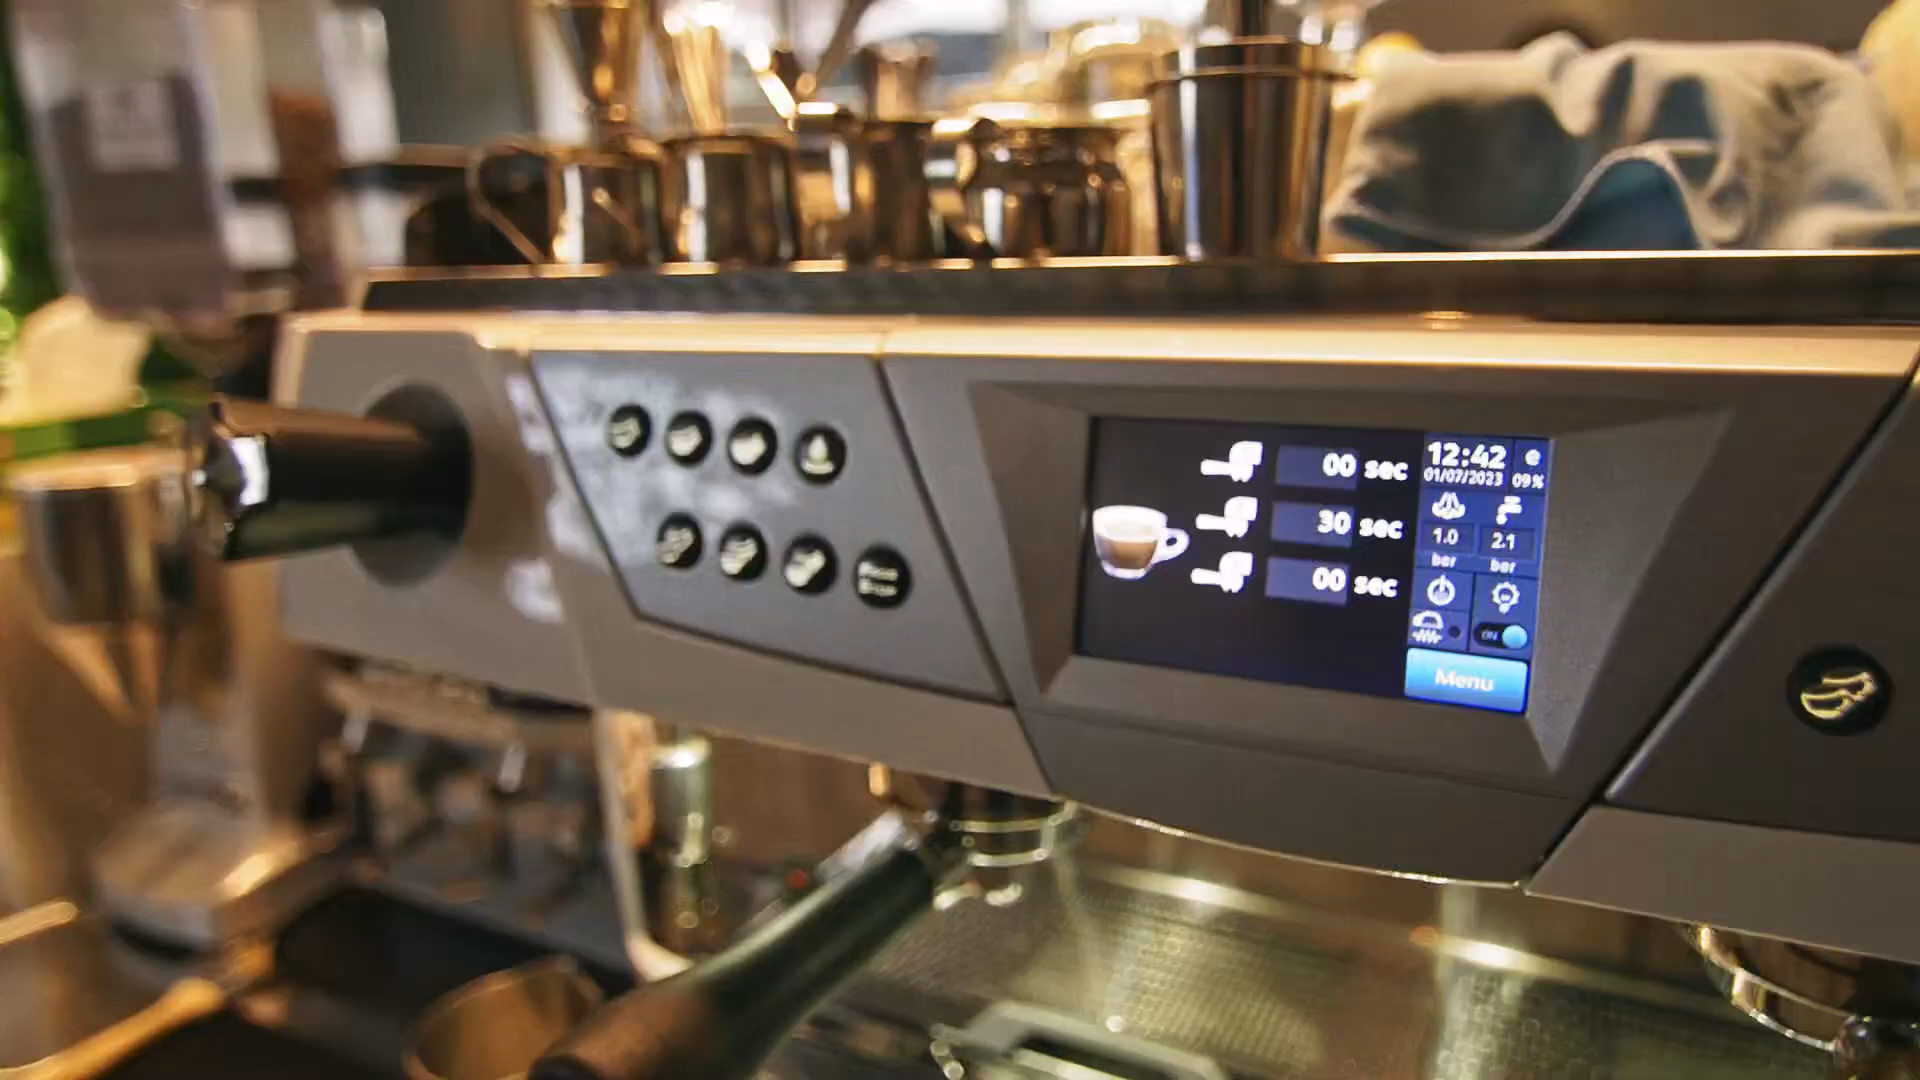 00 sec
30 sec
00 sec
12:42 e
01/07/2023 09%
1.0 2.1
bar bar
ON
Menu